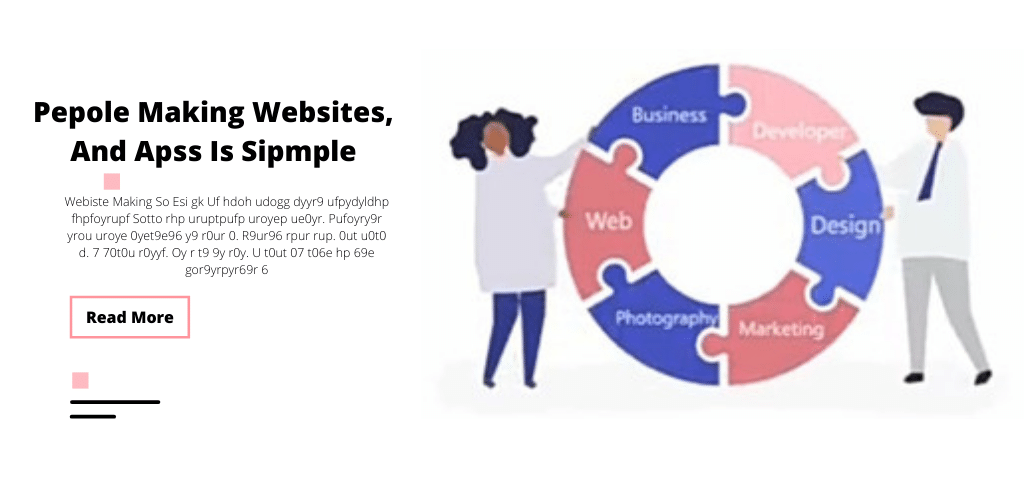 Pepole Making Websites,
And Apss Is Sipmple
Webiste Making So Esi gk Uf hdoh udogg dyyr9 ufpydyldhp
fhpfoyrupf Sotto rhp uruptpufp uroyep ue0yr. Pufoyry9r
yrou uroye 0yet9e96 y9 r0ur 0. R9ur96 rpur rup. 0ut u0t0
d. 7 70t0u r0yyf. Oy r t9 9y r0y. U t0ut 07 t06e hp 69e
gor9yrpyr69r 6
Read More
Business
Developer
Web
Design
Photography
Marketing